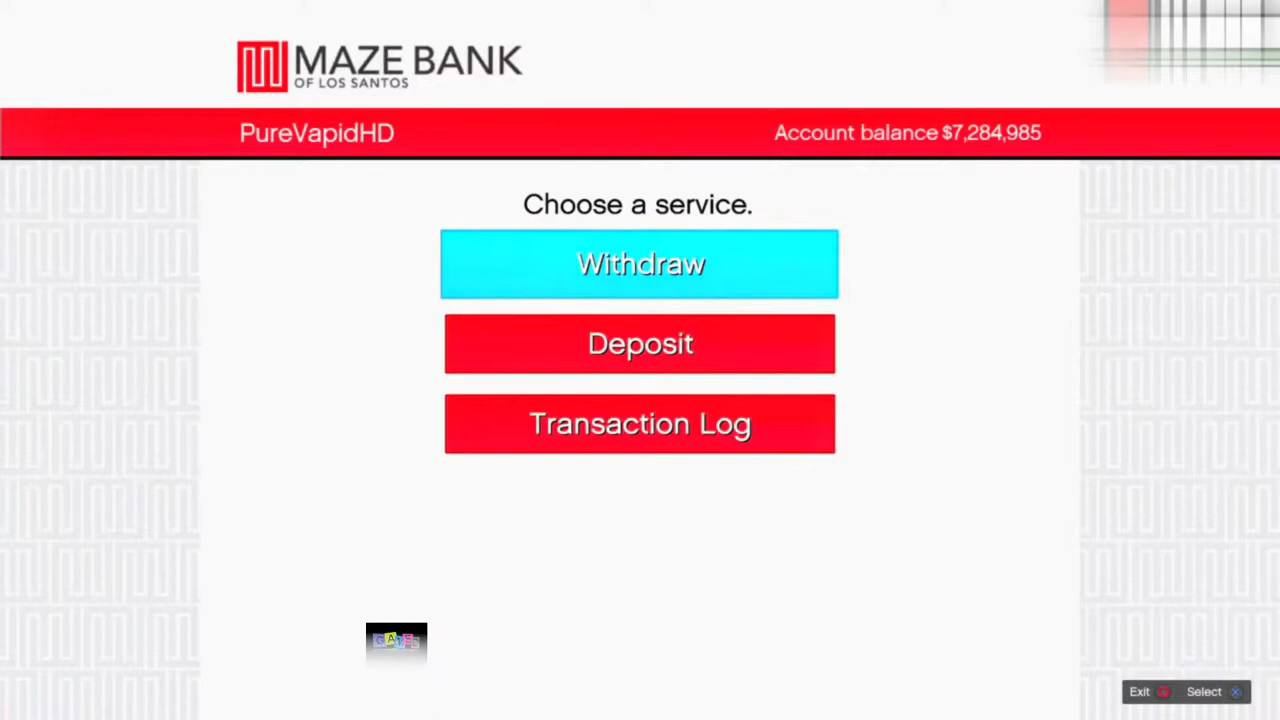 MAZE BANK
OF LOS SANTOS
PureVapidHD
Account balance $7,284,985
Choose a service.
Withdraw
Deposit
Transaction Log
Exit Select